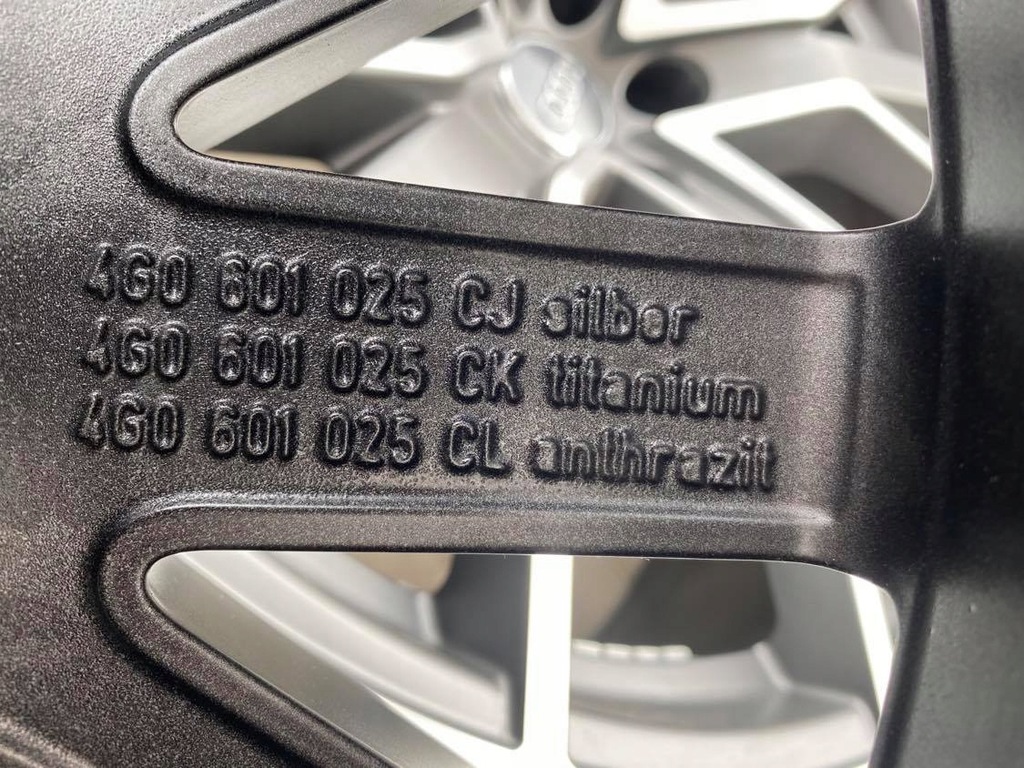 4G0 601 025 CJ silber
4G0 601 025 CK titanium
4G0 601 025 CL anthrazit